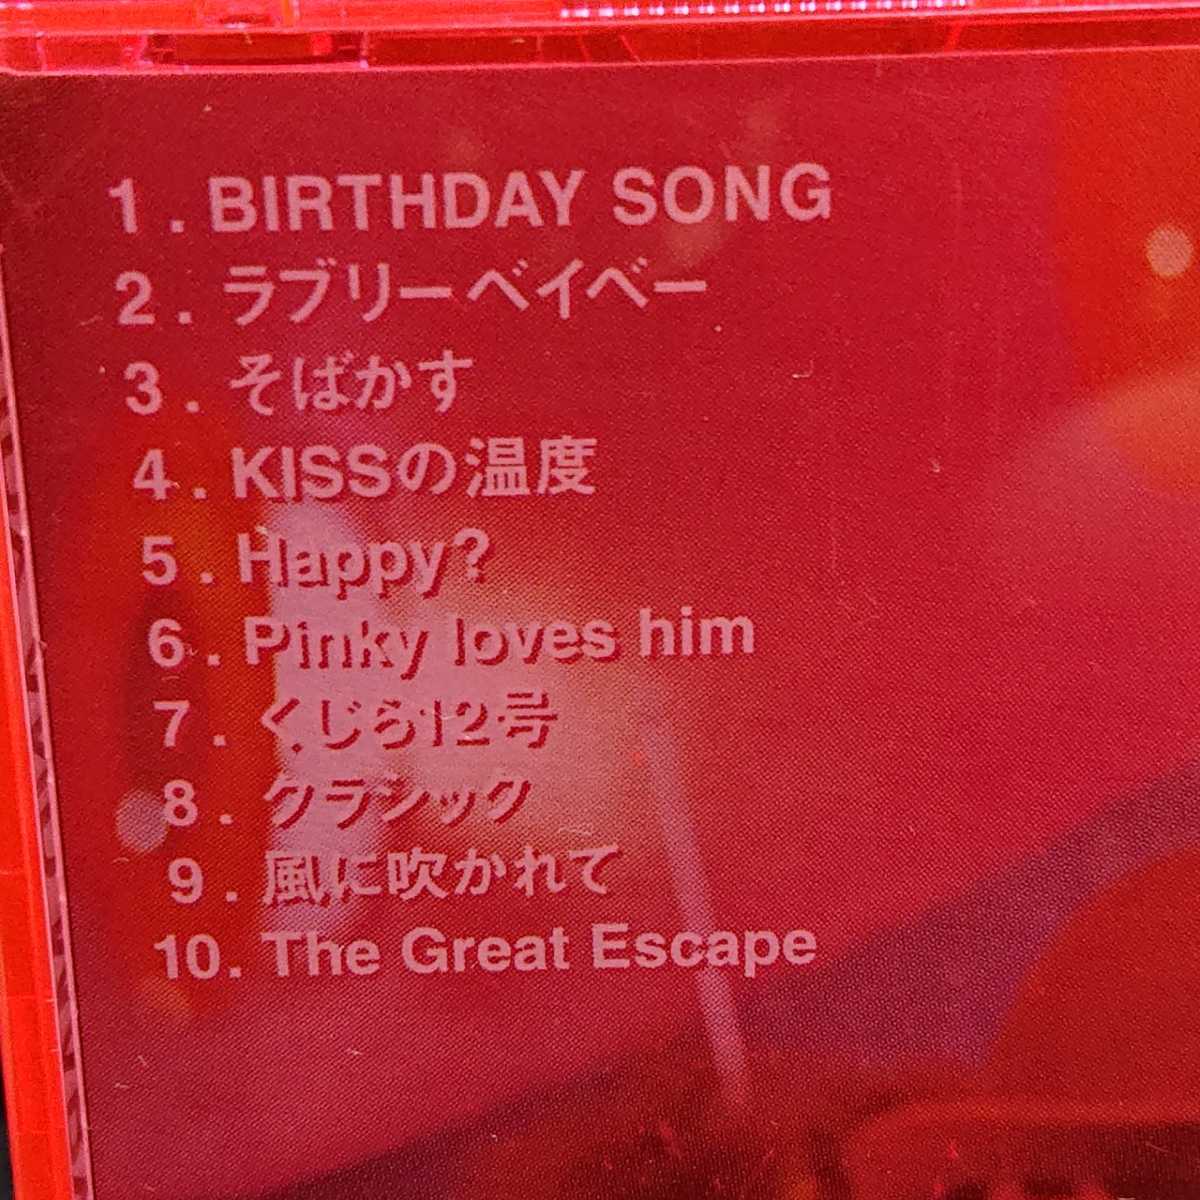 1. BIRTHDAY SONG
2. ラブリーベイベー
3. そばかす
4. KISSの温度
5. Happy?
6. Pinky loves him
7. くじら12号
8. クラシック
9. 風に吹かれて
10. The Great Escape